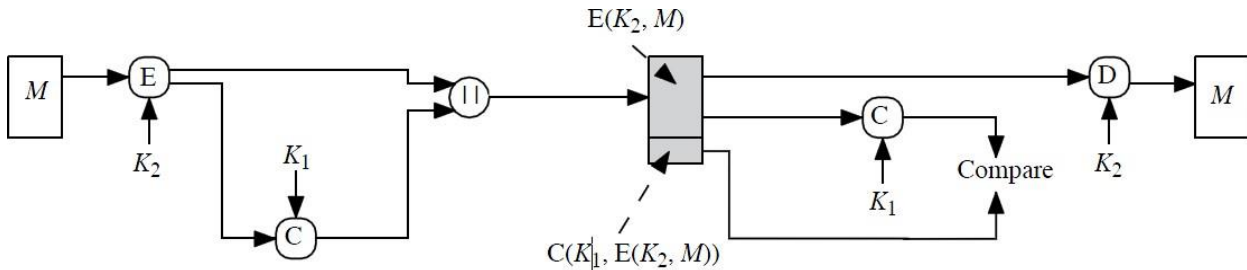 E(K₂, M)
M
E
||
C
D
M
K₂
K₁
K₁
Compare
K₂
C
C(K₁, E(K₂, M))